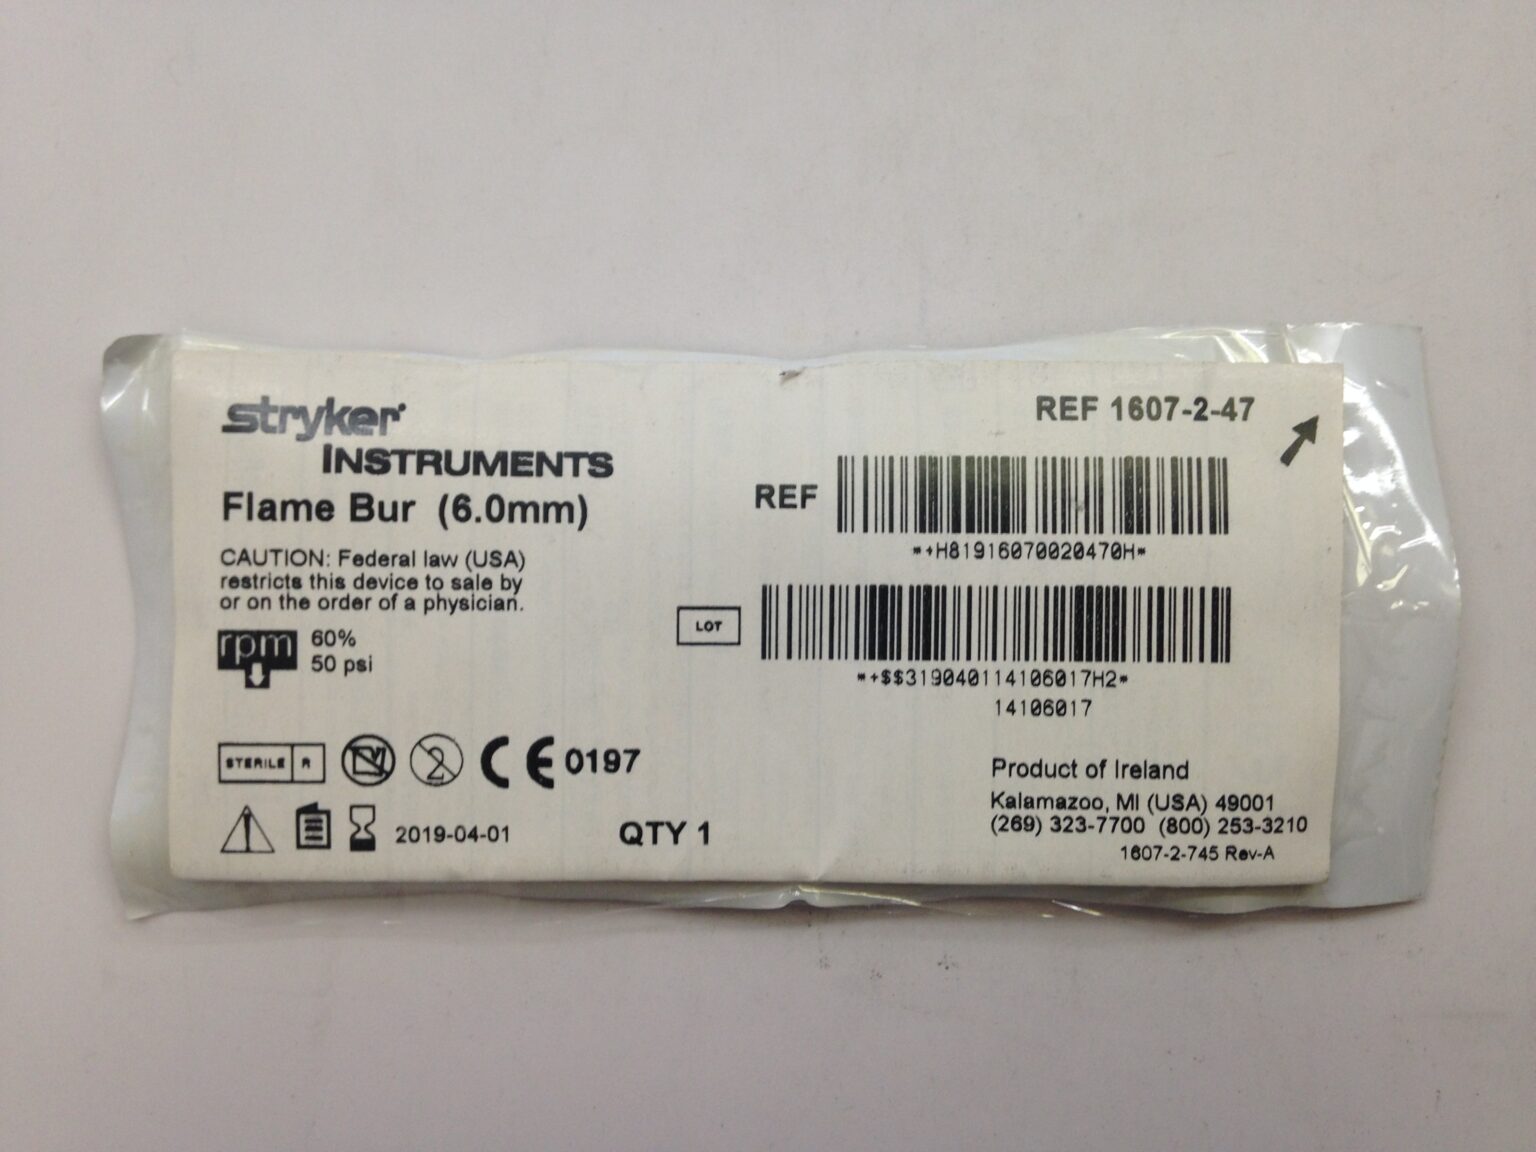 stryker
INSTRUMENTS
Flame Bur (6.0mm)
CAUTION: Federal law (USA)
restricts this device to sale by
or on the order of a physician.
rpm 60%
50 psi
STERILE R
2
CE 0197
2019-04-01
QTY 1
REF 1607-2-47
REF
*+H81916070020470H*
LOT
*+$$319040114106017H2*
14106017
Product of Ireland
Kalamazoo, MI (USA) 49001
(269) 323-7700 (800) 253-3210
1607-2-745 Rev-A